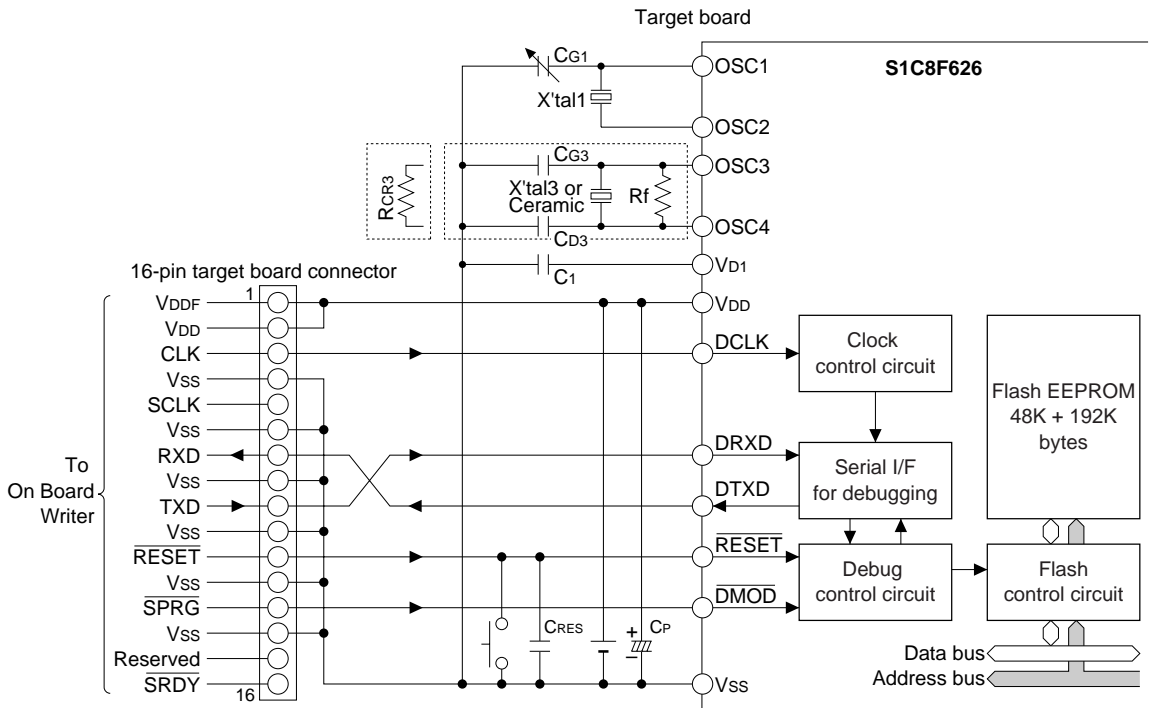 Target board
S1C8F626
CG1
X'tal1
OSC1
OSC2
RCR3
CG3
X'tal3 or
Ceramic
Rf
CD3
OSC3
OSC4
C1
VD1
16-pin target board connector
1
VDDF
VDD
CLK
VSS
SCLK
VSS
RXD
VSS
TXD
VSS
RESET
VSS
SPRG
VSS
Reserved
SRDY
16
To
On Board
Writer
CRES
+
–
CP
VDD
DCLK
DRXD
DTXD
RESET
DMOD
VSS
Clock
control circuit
Serial I/F
for debugging
Debug
control circuit
Flash EEPROM
48K + 192K
bytes
Flash
control circuit
Data bus
Address bus